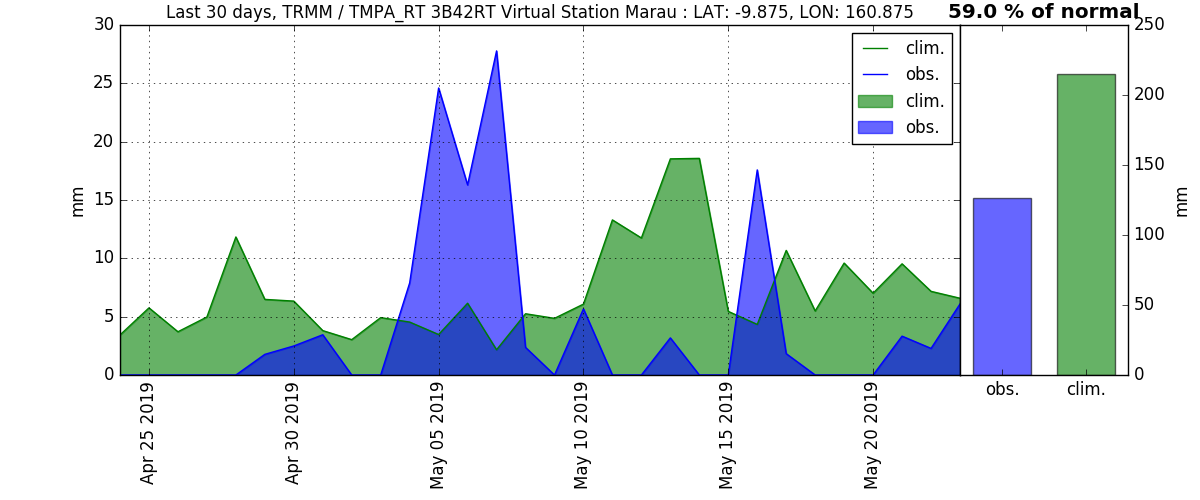 Last 30 days, TRMM / TMPA_RT 3B42RT Virtual Station Marau : LAT: -9.875, LON: 160.875
59.0 % of normal
30
25
20
15
10
5
0
mm
clim.
obs.
clim.
obs.
250
200
150
100
50
0
mm
obs.
clim.
Apr 25 2019
Apr 30 2019
May 05 2019
May 10 2019
May 15 2019
May 20 2019